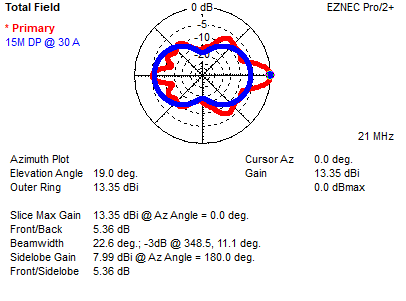 Total Field
EZNEC Pro/2+
* Primary
15M DP @ 30 A
0 dB
-5
-10
21 MHz
Azimuth Plot
Cursor Az 0.0 deg.
Elevation Angle 19.0 deg.
Gain 13.35 dBi
Outer Ring 13.35 dBi
0.0 dBmax
Slice Max Gain 13.35 dBi @ Az Angle = 0.0 deg.
Front/Back 5.36 dB
Beamwidth 22.6 deg.; -3dB @ 348.5, 11.1 deg.
Sidelobe Gain 7.99 dBi @ Az Angle = 180.0 deg.
Front/Sidelobe 5.36 dB